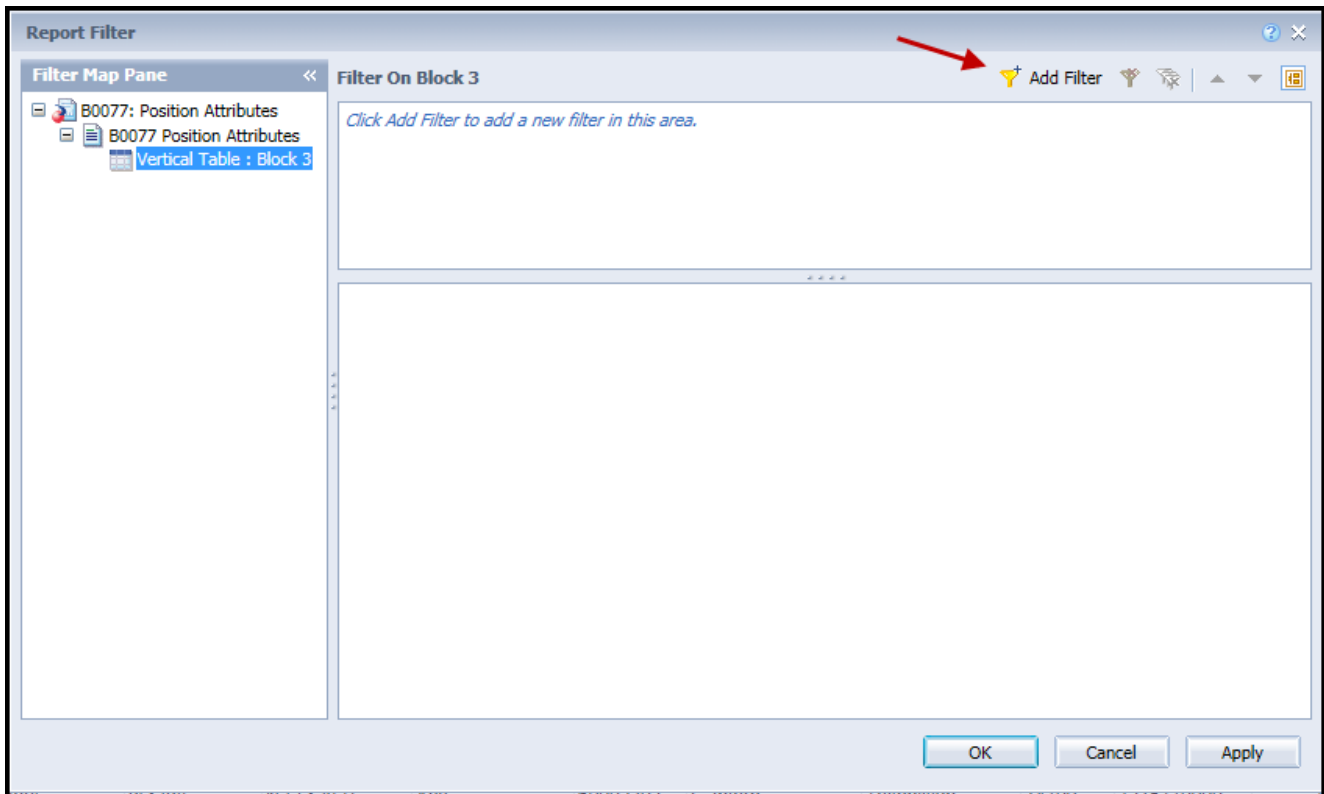 Report Filter
Filter Map Pane
Filter On Block 3
Add Filter
B0077: Position Attributes
B0077 Position Attributes
Vertical Table : Block 3
Click Add Filter to add a new filter in this area.
OK
Cancel
Apply